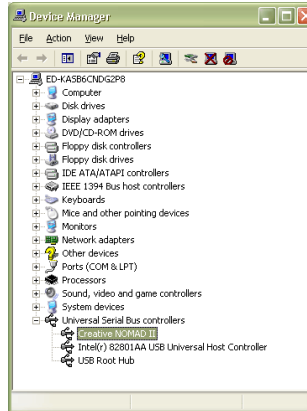 Device Manager
File Action View Help
ED-KASB6CNDG2P8
Computer
Disk drives
Display adapters
DVD/CD-ROM drives
Floppy disk controllers
Floppy disk drives
IDE ATA/ATAPI controllers
IEEE 1394 Bus host controllers
Keyboards
Mice and other pointing devices
Monitors
Network adapters
Other devices
Ports (COM & LPT)
Processors
Sound, video and game controllers
System devices
Universal Serial Bus controllers
Creative NOMAD II
Intel(r) 82801AA USB Universal Host Controller
USB Root Hub